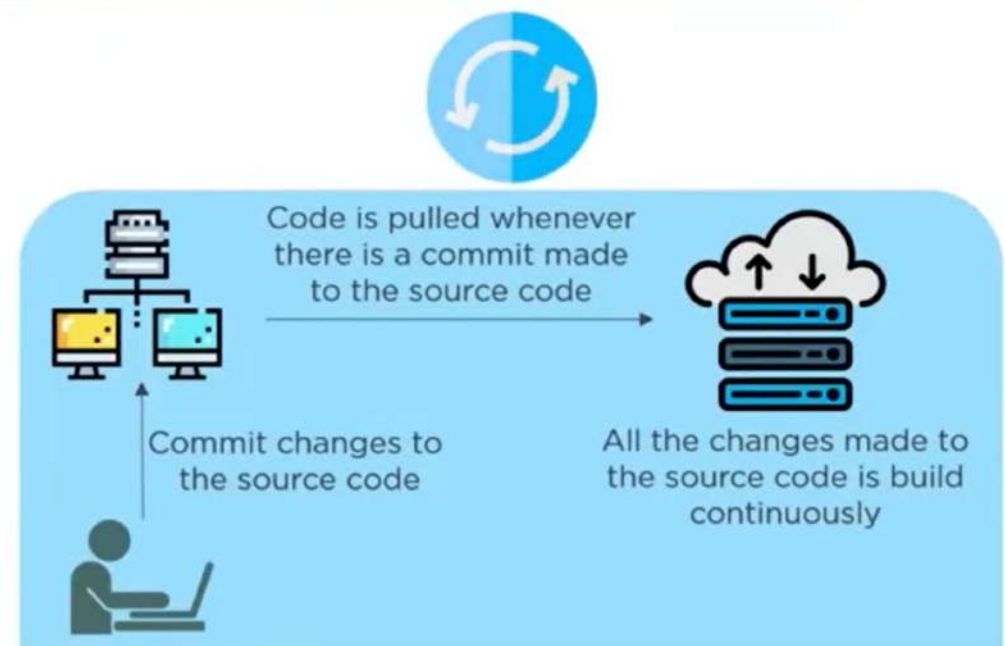 Code is pulled whenever
there is a commit made
to the source code
Commit changes to
the source code
All the changes made to
the source code is build
continuously